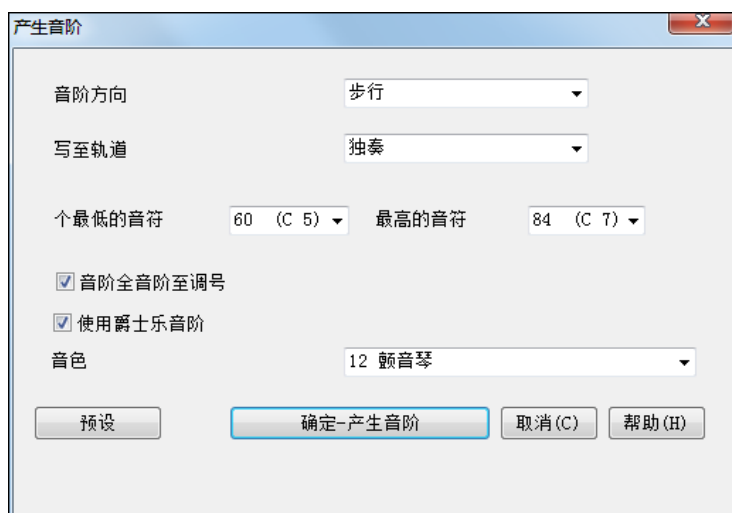 产生音阶
音阶方向 步行
写至轨道 独奏
个最低的音符 60 (C 5) 最高的音符 84 (C 7)
音阶全音阶至调号
使用爵士乐音阶
音色 12 颤音琴
预设 确定-产生音阶 取消(C) 帮助(H)